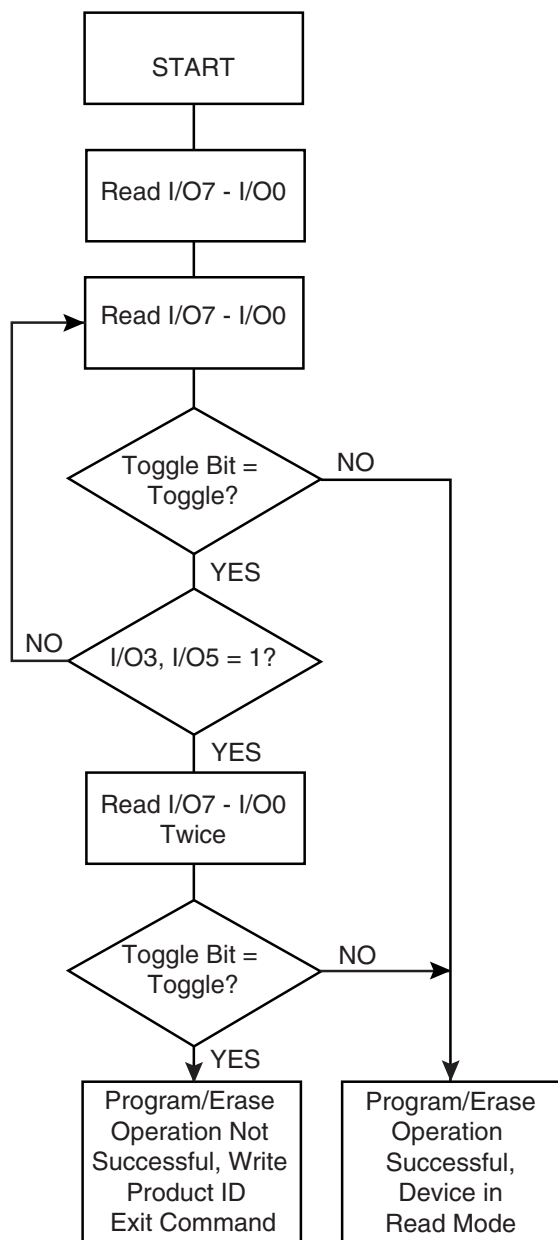 START
Read I/O7 - I/O0
Read I/O7 - I/O0
Toggle Bit =
Toggle?
NO
YES
NO
I/O3, I/O5 = 1?
YES
Read I/O7 - I/O0
Twice
Toggle Bit =
Toggle?
NO
YES
Program/Erase
Operation Not
Successful, Write
Product ID
Exit Command
Program/Erase
Operation
Successful,
Device in
Read Mode